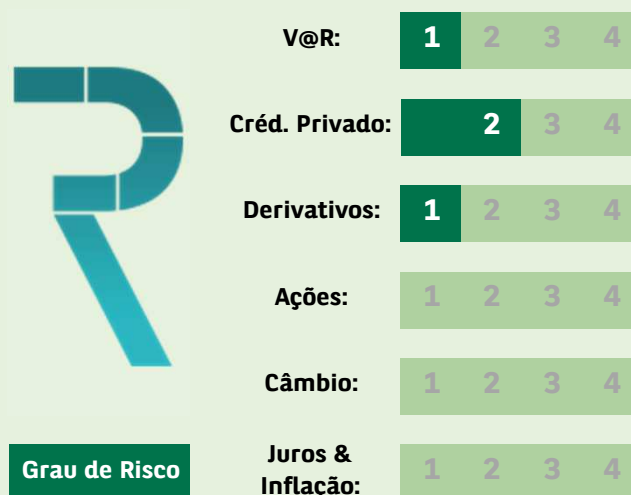 V@R: 1 2 3 4
Créd. Privado: 2 3 4
Derivativos: 1 2 3 4
Ações: 1 2 3 4
Câmbio: 1 2 3 4
Grau de Risco
Juros &
Inflação: 1 2 3 4